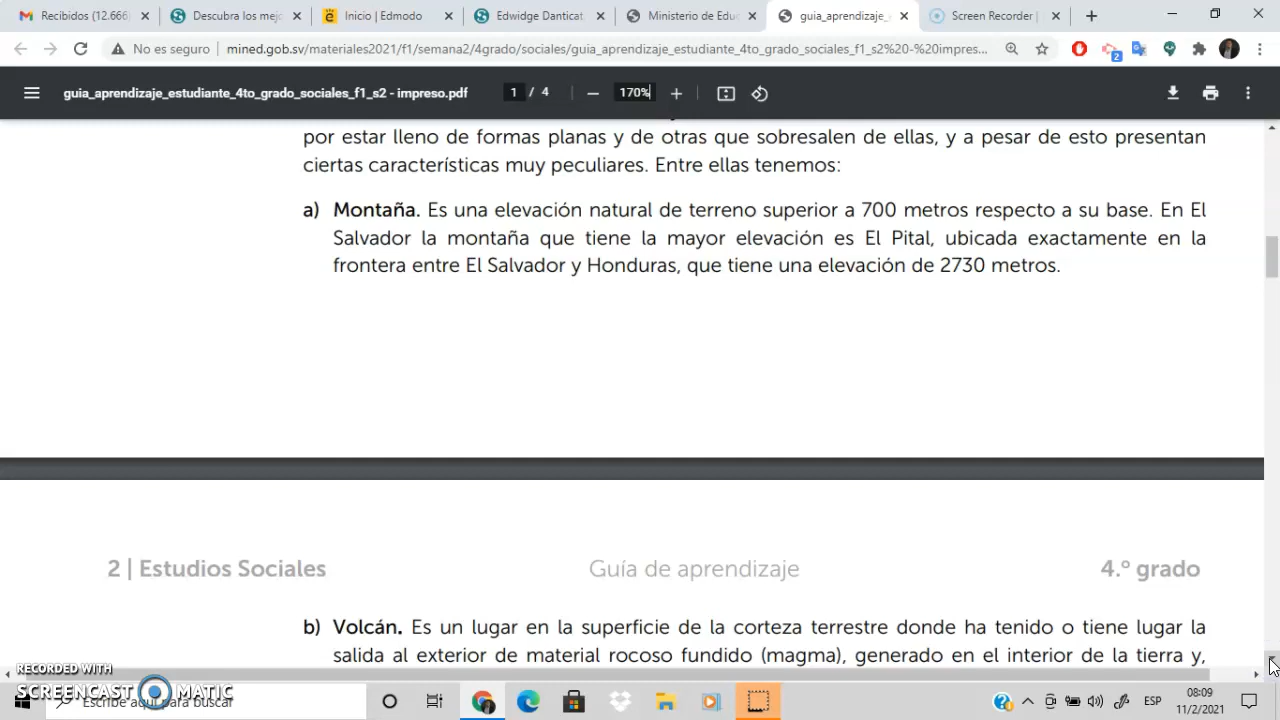 Recibidos (12.666)
Descubra los mej
Inicio | Edmodo
Edwidge Danticat,
Ministerio de Edu
guia_aprendizaje_
Screen Recorder |
No es seguro | mined.gob.sv/materiales2021/f1/semana2/4grado/sociales/guia_aprendizaje_estudiante_4to_grado_sociales_f1_s2%20-%20impres...
2
guia_aprendizaje_estudiante_4to_grado_sociales_f1_s2 - impreso.pdf
1 / 4
170%
por estar lleno de formas planas y de otras que sobresalen de ellas, y a pesar de esto presentan
ciertas características muy peculiares. Entre ellas tenemos:
a) Montaña. Es una elevación natural de terreno superior a 700 metros respecto a su base. En El
Salvador la montaña que tiene la mayor elevación es El Pital, ubicada exactamente en la
frontera entre El Salvador y Honduras, que tiene una elevación de 2730 metros.
2 | Estudios Sociales
Guía de aprendizaje
4.º grado
b) Volcán. Es un lugar en la superficie de la corteza terrestre donde ha tenido o tiene lugar la
salida al exterior de material rocoso fundido (magma), generado en el interior de la tierra y,
RECORDED WITH
SCREENCAST MATIC
Escribe aquí para buscar
ESP
08:09
11/2/2021